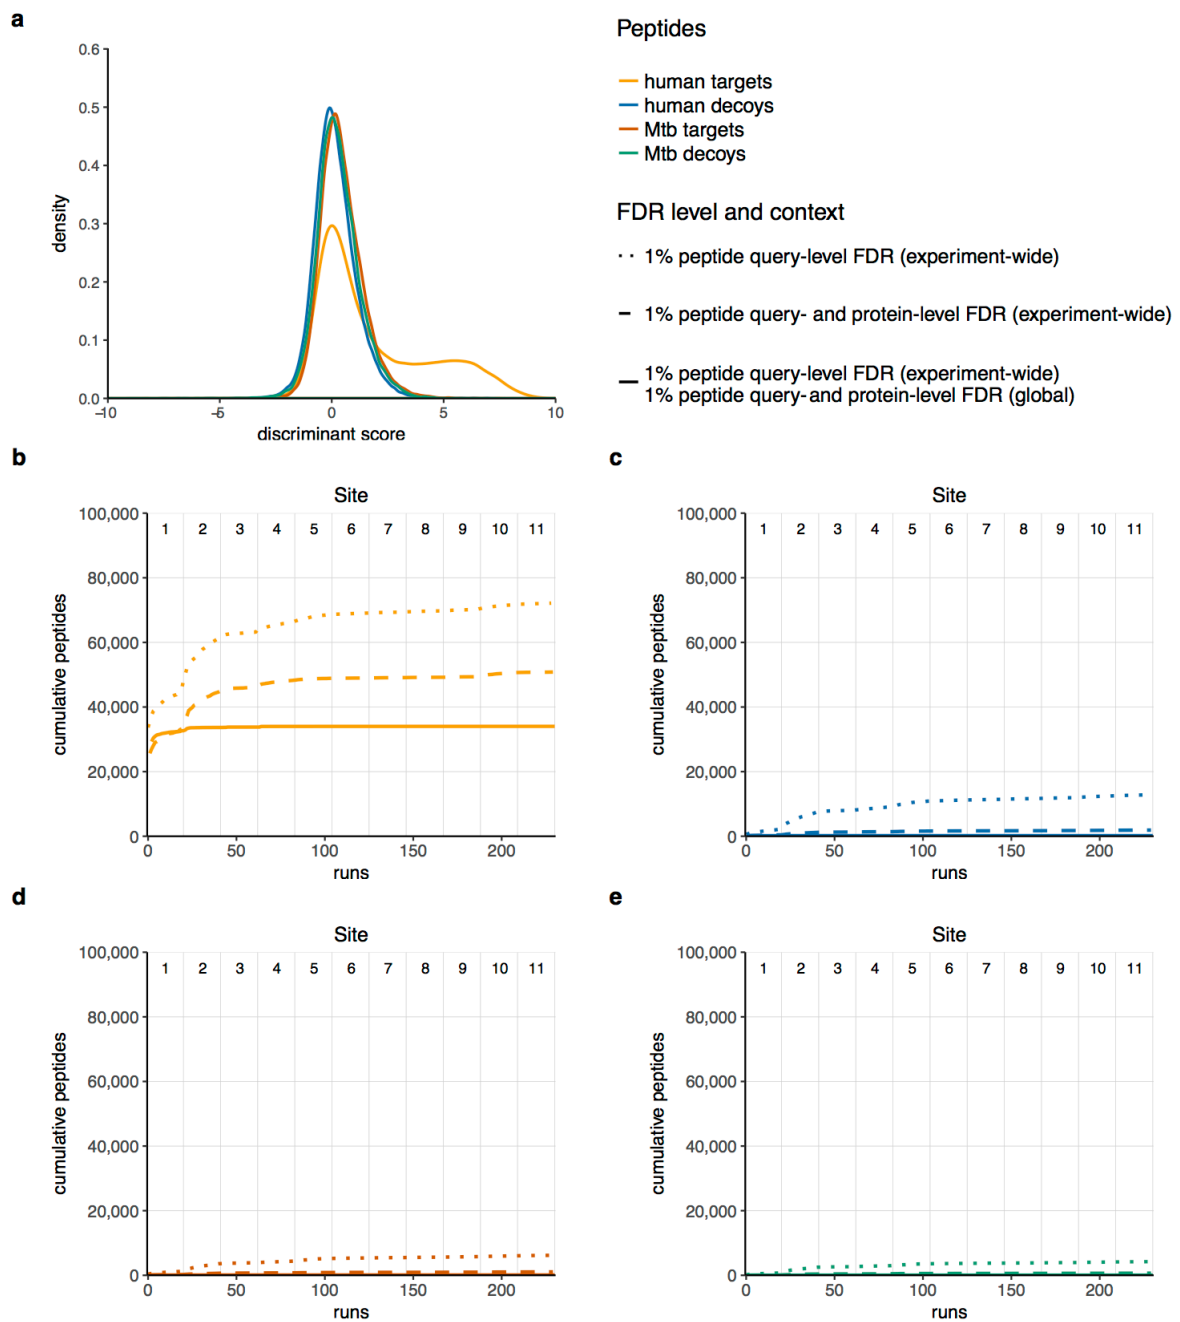 a
0.6
0.5
0.4
0.3
0.2
0.1
0.0
density
−10
−5
0
5
10
discriminant score
Peptides
human targets
human decoys
Mtb targets
Mtb decoys
FDR level and context
1% peptide query-level FDR (experiment-wide)
1% peptide query- and protein-level FDR (experiment-wide)
1% peptide query-level FDR (experiment-wide)
1% peptide query- and protein-level FDR (global)
b
Site
1 2 3 4 5 6 7 8 9 10 11
100,000
80,000
60,000
40,000
20,000
0
cumulative peptides
0 50 100 150 200
runs
c
Site
1 2 3 4 5 6 7 8 9 10 11
100,000
80,000
60,000
40,000
20,000
0
cumulative peptides
0 50 100 150 200
runs
d
Site
1 2 3 4 5 6 7 8 9 10 11
100,000
80,000
60,000
40,000
20,000
0
cumulative peptides
0 50 100 150 200
runs
e
Site
1 2 3 4 5 6 7 8 9 10 11
100,000
80,000
60,000
40,000
20,000
0
cumulative peptides
0 50 100 150 200
runs